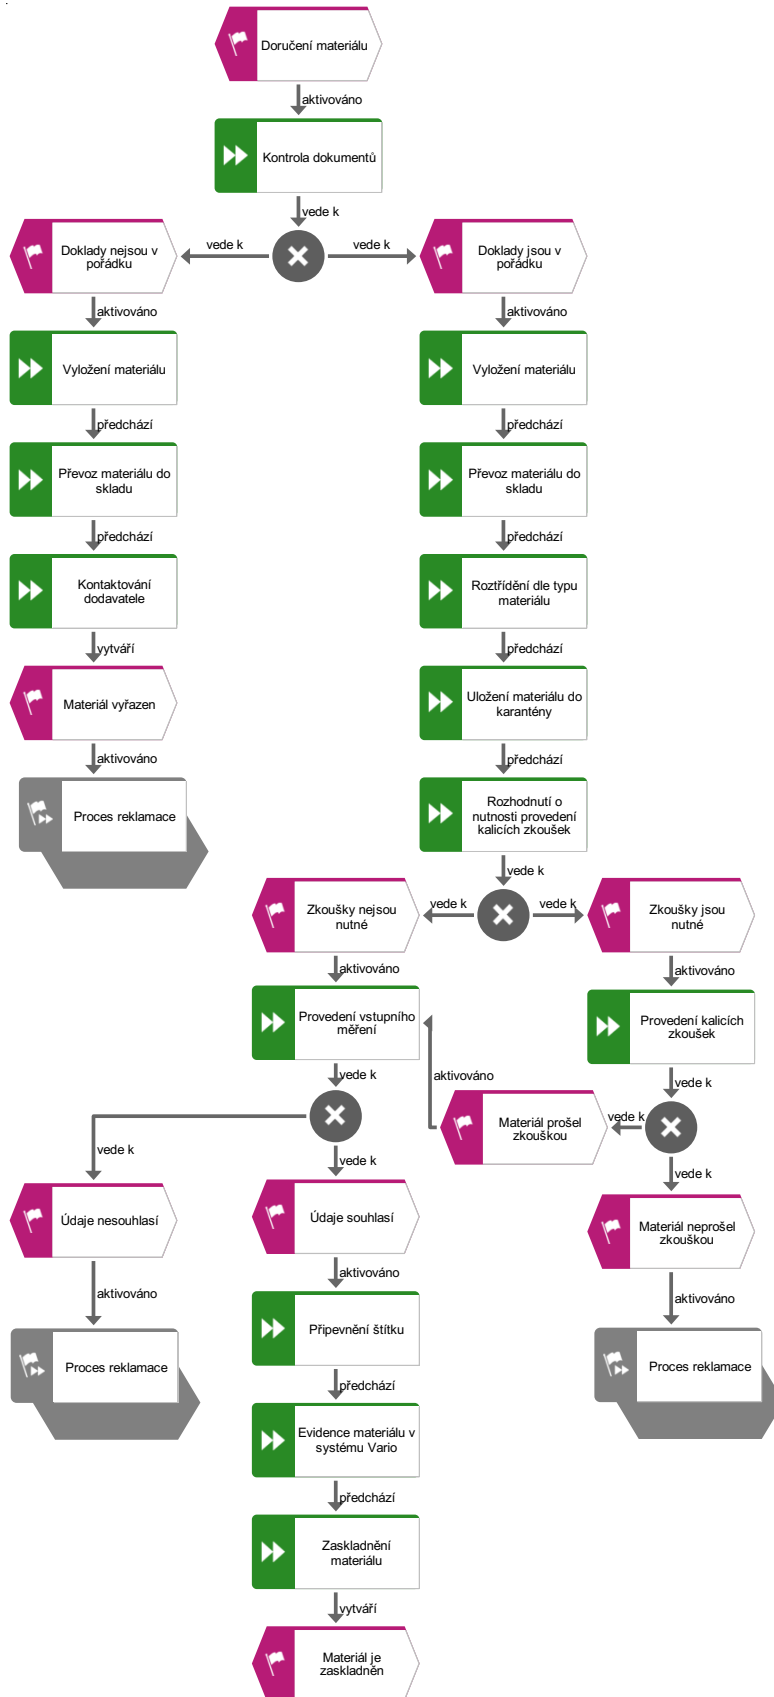 Doručení materiálu
aktivováno
Kontrola dokumentů
vede k
vede k
vede k
Doklady nejsou v
pořádku
Doklady jsou v
pořádku
aktivováno
aktivováno
Vyložení materiálu
Vyložení materiálu
předchází
předchází
Převoz materiálu do
skladu
Převoz materiálu do
skladu
předchází
předchází
Kontaktování
dodavatele
Roztřídění dle typu
materiálu
vytváří
předchází
Materiál vyřazen
Uložení materiálu do
karantény
aktivováno
předchází
Proces reklamace
Rozhodnutí o
nutnosti provedení
kalicích zkoušek
vede k
vede k
vede k
Zkoušky nejsou
nutné
Zkoušky jsou
nutné
aktivováno
aktivováno
Provedení vstupního
měření
Provedení kalicích
zkoušek
vede k
aktivováno
vede k
vede k
Materiál prošel
zkouškou
vede k
vede k
vede k
Údaje nesouhlasí
Údaje souhlasí
Materiál neprošel
zkouškou
aktivováno
aktivováno
aktivováno
Proces reklamace
Připevnění štítku
Proces reklamace
předchází
Evidence materiálu v
systému Vario
předchází
Zaskladnění
materiálu
vytváří
Materiál je
zaskladněn